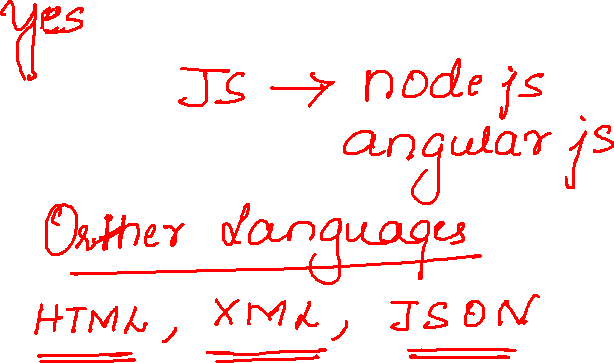 yes
JS → node js
angular js
Orther Languages
HTML, XML, JSON